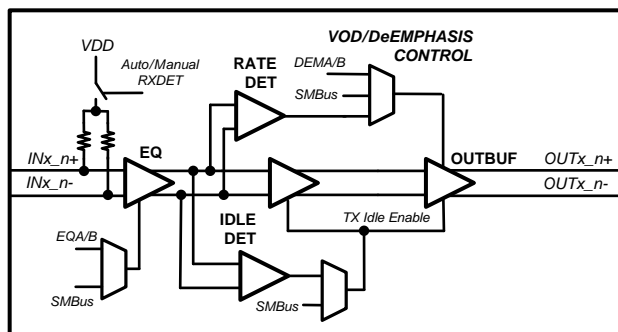 VOD/DeEMPHASIS
CONTROL
VDD
Auto/Manual
RXDET
RATE
DET
DEMA/B
SMBus
INx_n+
INx_n-
EQ
OUTBUF
OUTx_n+
OUTx_n-
IDLE
DET
TX Idle Enable
EQA/B
SMBus
SMBus